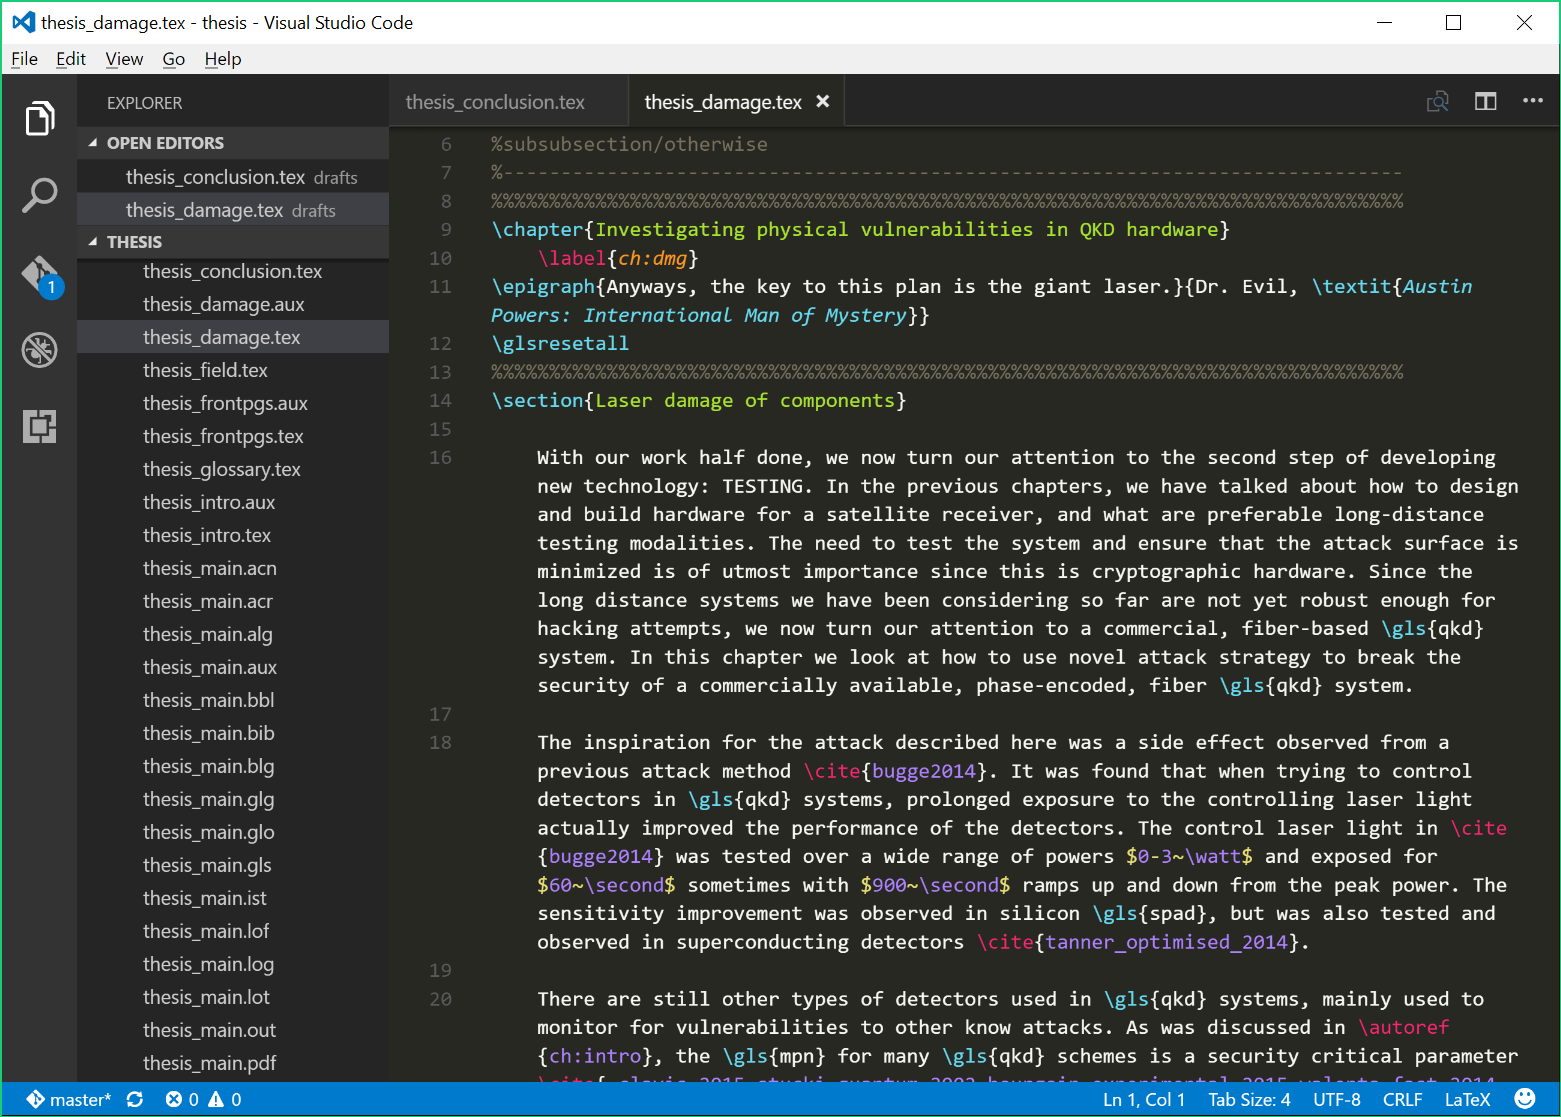 thesis_damage.tex - thesis - Visual Studio Code
File Edit View Go Help
EXPLORER
OPEN EDITORS
thesis_conclusion.tex drafts
thesis_damage.tex drafts
THESIS
thesis_conclusion.tex
thesis_damage.aux
thesis_damage.tex
thesis_field.tex
thesis_frontpgs.aux
thesis_frontpgs.tex
thesis_glossary.tex
thesis_intro.aux
thesis_intro.tex
thesis_main.acn
thesis_main.acr
thesis_main.alg
thesis_main.aux
thesis_main.bbl
thesis_main.bib
thesis_main.blg
thesis_main.glg
thesis_main.glo
thesis_main.gls
thesis_main.ist
thesis_main.lof
thesis_main.log
thesis_main.lot
thesis_main.out
thesis_main.pdf
1
thesis_conclusion.tex thesis_damage.tex
6 %subsubsection/otherwise
7 %------------------------------------------------------------------------------
8 %%%%%%%%%%%%%%%%%%%%%%%%%%%%%%%%%%%%%%%%%%%%%%%%%%%%%%%%%%%%%%%%%%%%%%%%%%%%%%%%%
9 \chapter{Investigating physical vulnerabilities in QKD hardware}
10 \label{ch:dmg}
11 \epigraph{Anyways, the key to this plan is the giant laser.}{Dr. Evil, \textit{Austin
Powers: International Man of Mystery}}
12 \glsresetall
13 %%%%%%%%%%%%%%%%%%%%%%%%%%%%%%%%%%%%%%%%%%%%%%%%%%%%%%%%%%%%%%%%%%%%%%%%%%%%%%%%%
14 \section{Laser damage of components}
15
16 With our work half done, we now turn our attention to the second step of developing
new technology: TESTING. In the previous chapters, we have talked about how to design
and build hardware for a satellite receiver, and what are preferable long-distance
testing modalities. The need to test the system and ensure that the attack surface is
minimized is of utmost importance since this is cryptographic hardware. Since the
long distance systems we have been considering so far are not yet robust enough for
hacking attempts, we now turn our attention to a commercial, fiber-based \gls{qkd}
system. In this chapter we look at how to use novel attack strategy to break the
security of a commercially available, phase-encoded, fiber \gls{qkd} system.
17
18 The inspiration for the attack described here was a side effect observed from a
previous attack method \cite{bugge2014}. It was found that when trying to control
detectors in \gls{qkd} systems, prolonged exposure to the controlling laser light
actually improved the performance of the detectors. The control laser light in \cite
{bugge2014} was tested over a wide range of powers $0-3~\watt$ and exposed for
$60~\second$ sometimes with $900~\second$ ramps up and down from the peak power. The
sensitivity improvement was observed in silicon \gls{spad}, but was also tested and
observed in superconducting detectors \cite{tanner_optimised_2014}.
19
20 There are still other types of detectors used in \gls{qkd} systems, mainly used to
monitor for vulnerabilities to other know attacks. As was discussed in \autoref
{ch:intro}, the \gls{mpn} for many \gls{qkd} schemes is a security critical parameter
master* 0 0 Ln 1, Col 1 Tab Size: 4 UTF-8 CRLF LaTeX